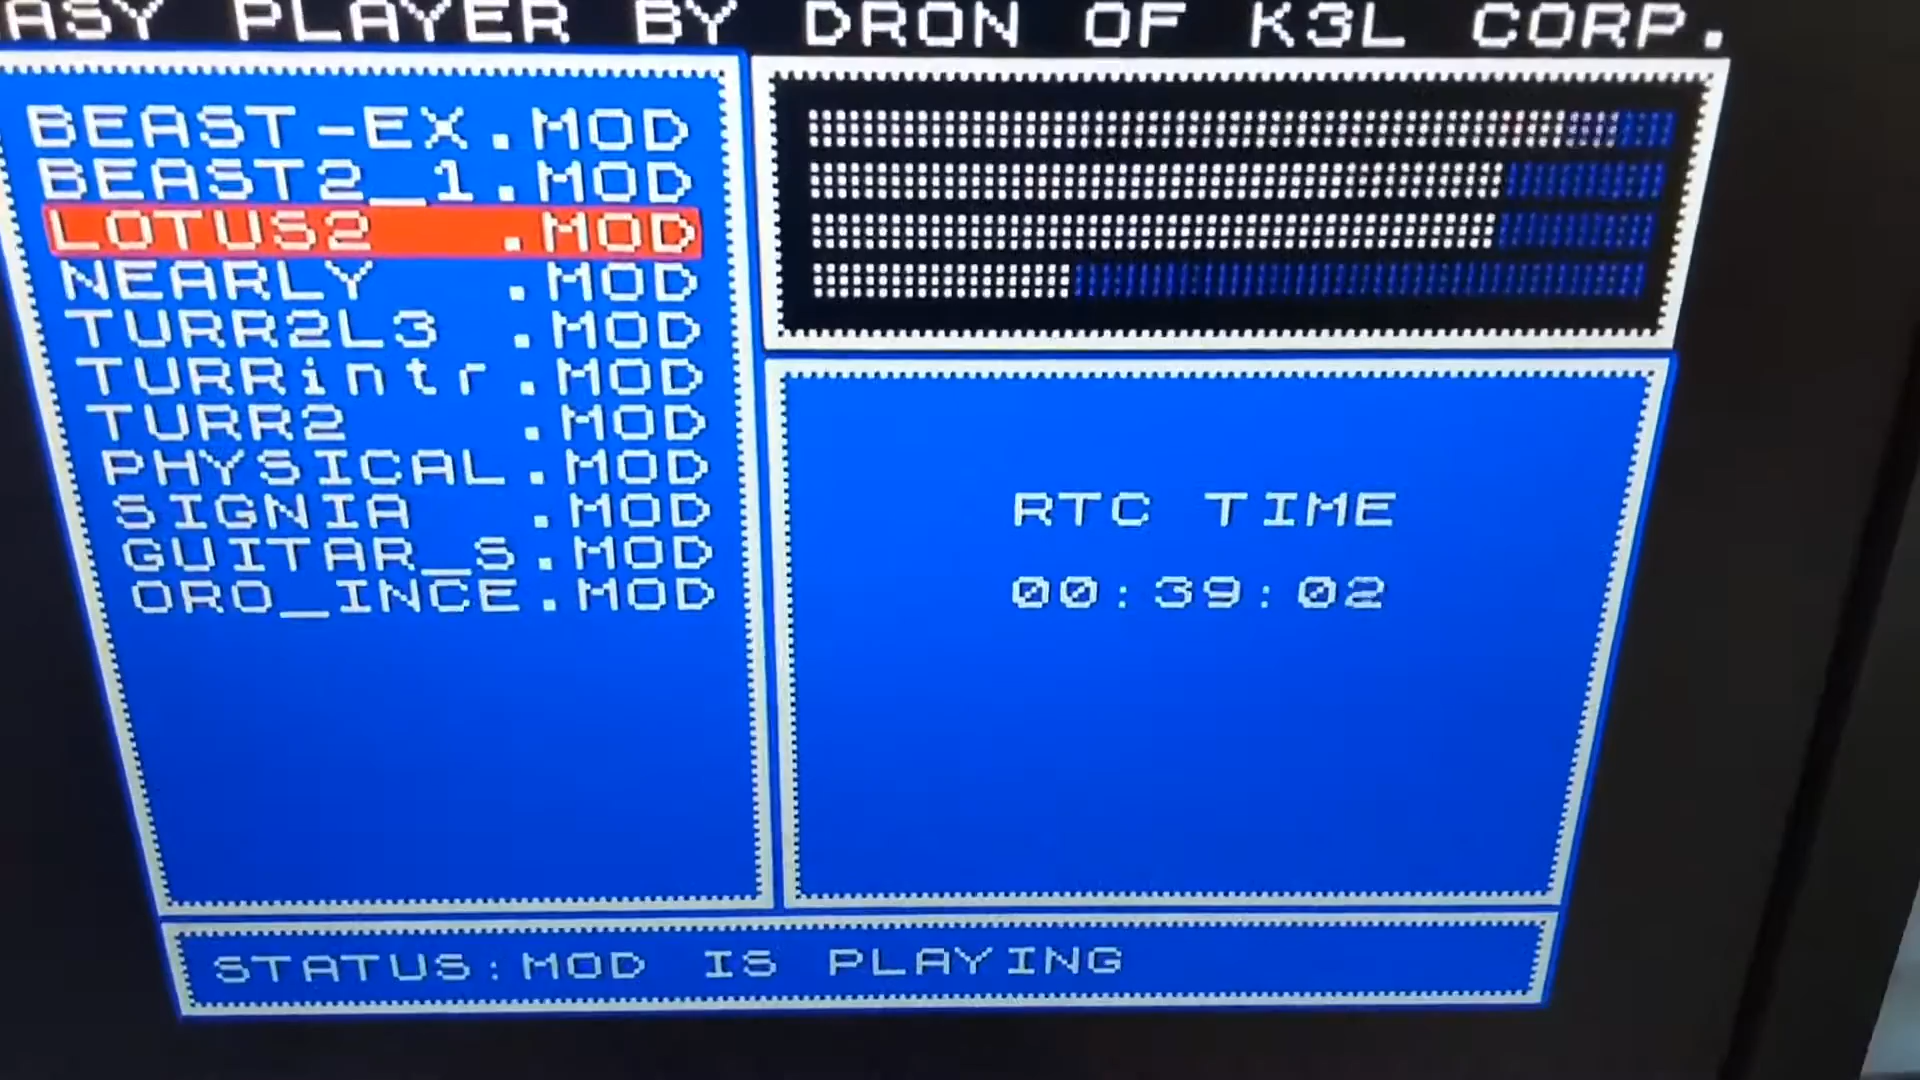 ASY PLAYER BY DRON OF K3L CORP.
BEAST-EX.MOD
BEAST2_1.MOD
LOTUS2   .MOD
NEARLY   .MOD
TURR2L3  .MOD
TURRintr.MOD
TURR2    .MOD
PHYSICAL.MOD
SIGNIA   .MOD
GUITAR_S.MOD
ORO_INCE.MOD
RTC TIME
00:39:02
STATUS:MOD IS PLAYING